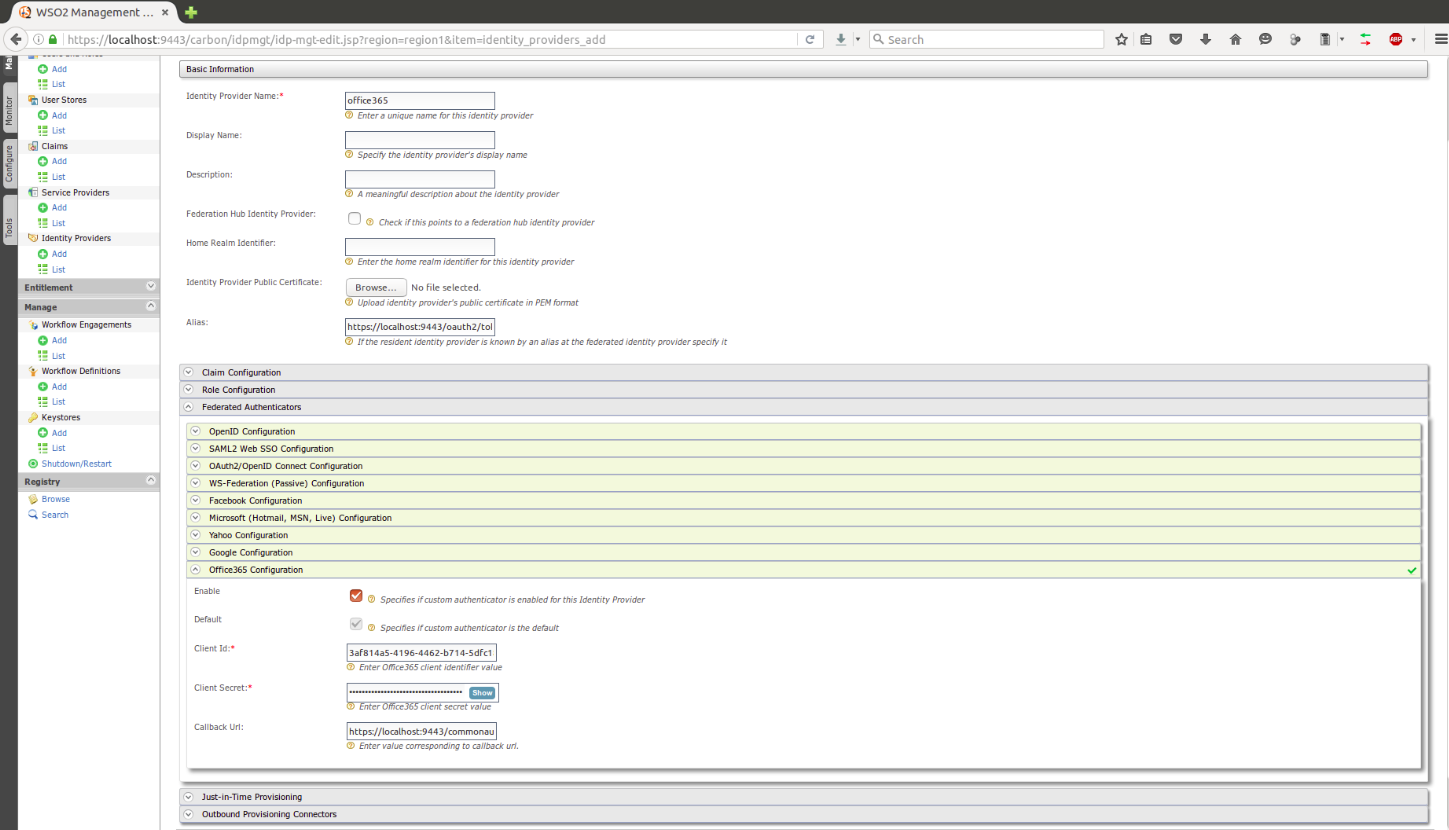 WSO2 Management ...
https://localhost:9443/carbon/idpmgt/idp-mgt-edit.jsp?region=region1&item=identity_providers_add
Search
ABP
Monitor
Configure
Tools
Add
List
User Stores
Add
List
Claims
Add
List
Service Providers
Add
List
Identity Providers
Add
List
Entitlement
Manage
Workflow Engagements
Add
List
Workflow Definitions
Add
List
Keystores
Add
List
Shutdown/Restart
Registry
Browse
Search
Basic Information
Identity Provider Name:*
office365
Enter a unique name for this identity provider
Display Name:
Specify the identity provider's display name
Description:
A meaningful description about the identity provider
Federation Hub Identity Provider:
Check if this points to a federation hub identity provider
Home Realm Identifier:
Enter the home realm identifier for this identity provider
Identity Provider Public Certificate:
Browse... No file selected.
Upload identity provider's public certificate in PEM format
Alias:
https://localhost:9443/oauth2/tol
If the resident identity provider is known by an alias at the federated identity provider specify it
Claim Configuration
Role Configuration
Federated Authenticators
OpenID Configuration
SAML2 Web SSO Configuration
OAuth2/OpenID Connect Configuration
WS-Federation (Passive) Configuration
Facebook Configuration
Microsoft (Hotmail, MSN, Live) Configuration
Yahoo Configuration
Google Configuration
Office365 Configuration
Enable
Specifies if custom authenticator is enabled for this Identity Provider
Default
Specifies if custom authenticator is the default
Client Id:*
3af814a5-4196-4462-b714-5dfc1
Enter Office365 client identifier value
Client Secret:*
Show
Enter Office365 client secret value
Callback Url:
https://localhost:9443/commonau
Enter value corresponding to callback url.
Just-in-Time Provisioning
Outbound Provisioning Connectors